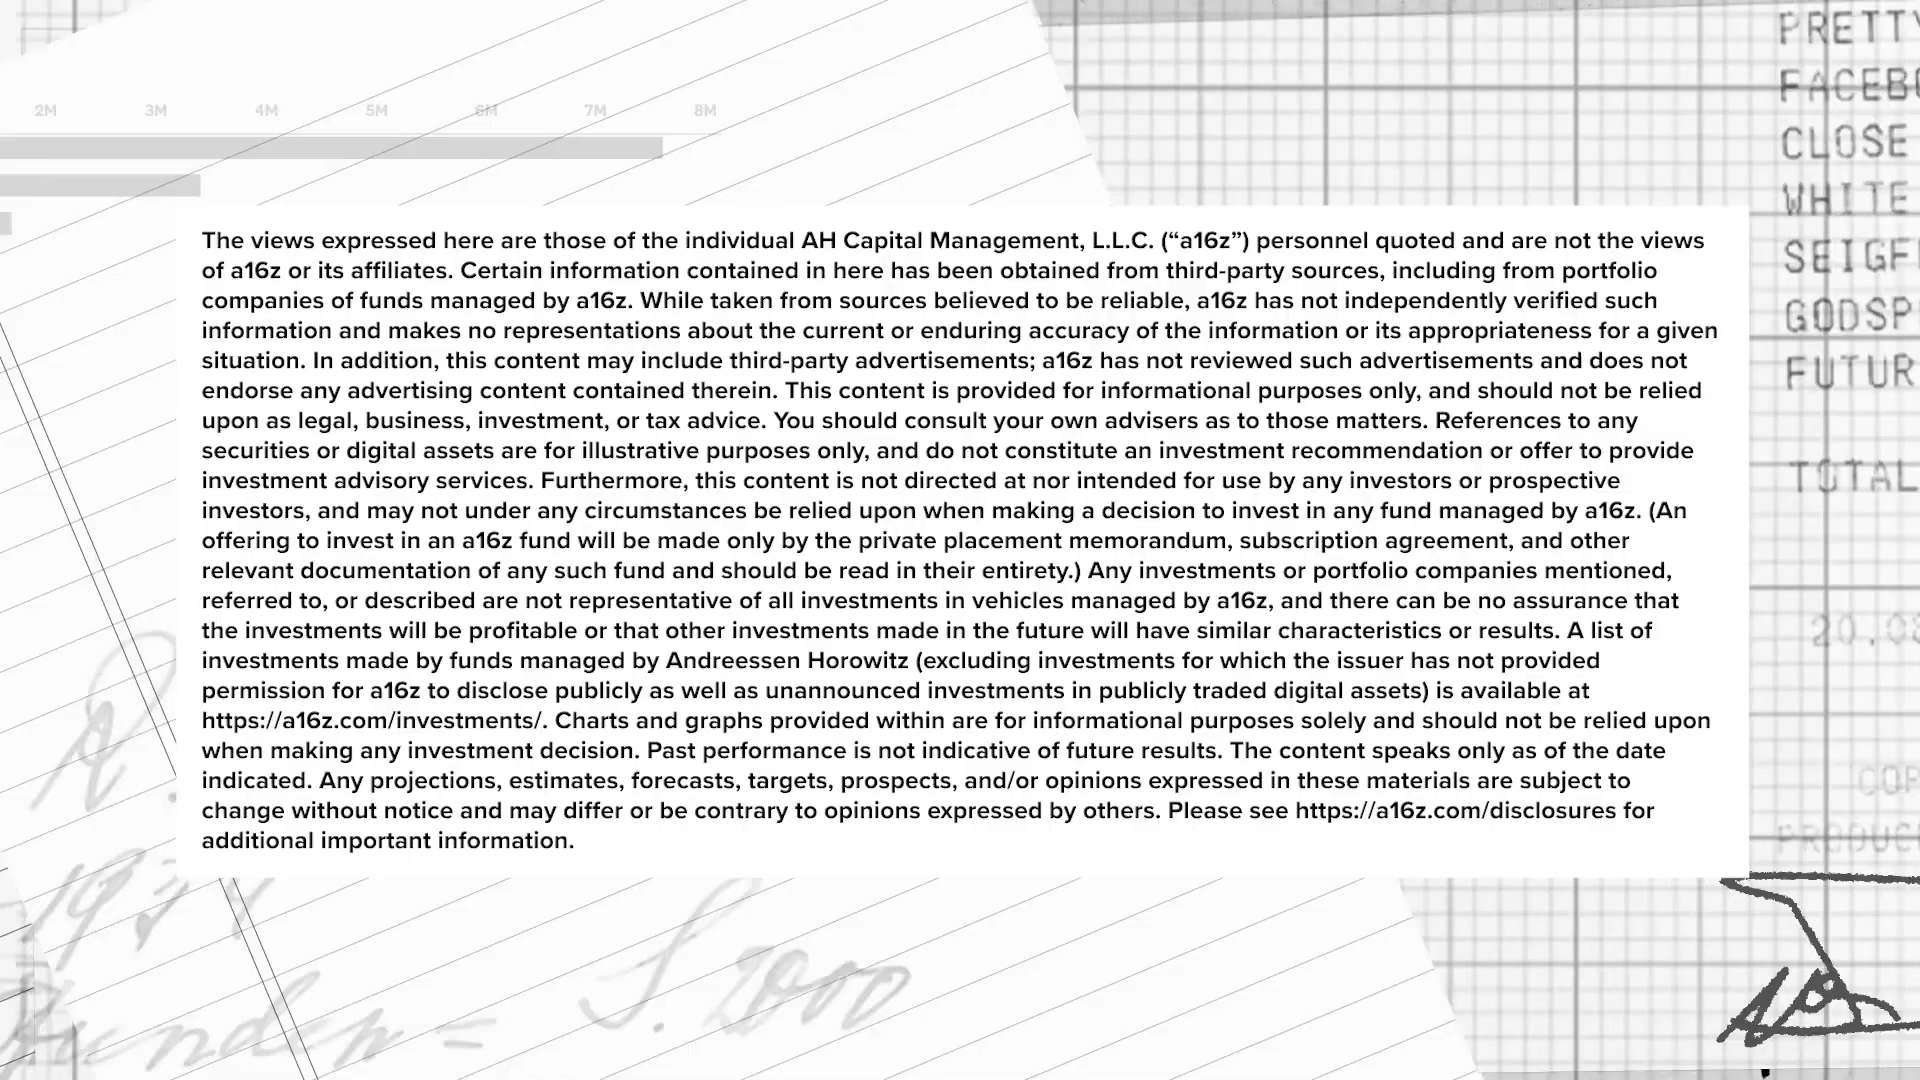 2M 3M 4M 5M 6M 7M 8M
The views expressed here are those of the individual AH Capital Management, L.L.C. (“a16z”) personnel quoted and are not the views
of a16z or its affiliates. Certain information contained in here has been obtained from third-party sources, including from portfolio
companies of funds managed by a16z. While taken from sources believed to be reliable, a16z has not independently verified such
information and makes no representations about the current or enduring accuracy of the information or its appropriateness for a given
situation. In addition, this content may include third-party advertisements; a16z has not reviewed such advertisements and does not
endorse any advertising content contained therein. This content is provided for informational purposes only, and should not be relied
upon as legal, business, investment, or tax advice. You should consult your own advisers as to those matters. References to any
securities or digital assets are for illustrative purposes only, and do not constitute an investment recommendation or offer to provide
investment advisory services. Furthermore, this content is not directed at nor intended for use by any investors or prospective
investors, and may not under any circumstances be relied upon when making a decision to invest in any fund managed by a16z. (An
offering to invest in an a16z fund will be made only by the private placement memorandum, subscription agreement, and other
relevant documentation of any such fund and should be read in their entirety.) Any investments or portfolio companies mentioned,
referred to, or described are not representative of all investments in vehicles managed by a16z, and there can be no assurance that
the investments will be profitable or that other investments made in the future will have similar characteristics or results. A list of
investments made by funds managed by Andreessen Horowitz (excluding investments for which the issuer has not provided
permission for a16z to disclose publicly as well as unannounced investments in publicly traded digital assets) is available at
https://a16z.com/investments/. Charts and graphs provided within are for informational purposes solely and should not be relied upon
when making any investment decision. Past performance is not indicative of future results. The content speaks only as of the date
indicated. Any projections, estimates, forecasts, targets, prospects, and/or opinions expressed in these materials are subject to
change without notice and may differ or be contrary to opinions expressed by others. Please see https://a16z.com/disclosures for
additional important information.
PRETTY
FACEBO
CLOSE
WHITE
SEIGF
GODSP
FUTUR
TOTAL
20.0
COP
PRODUC
S. 2000